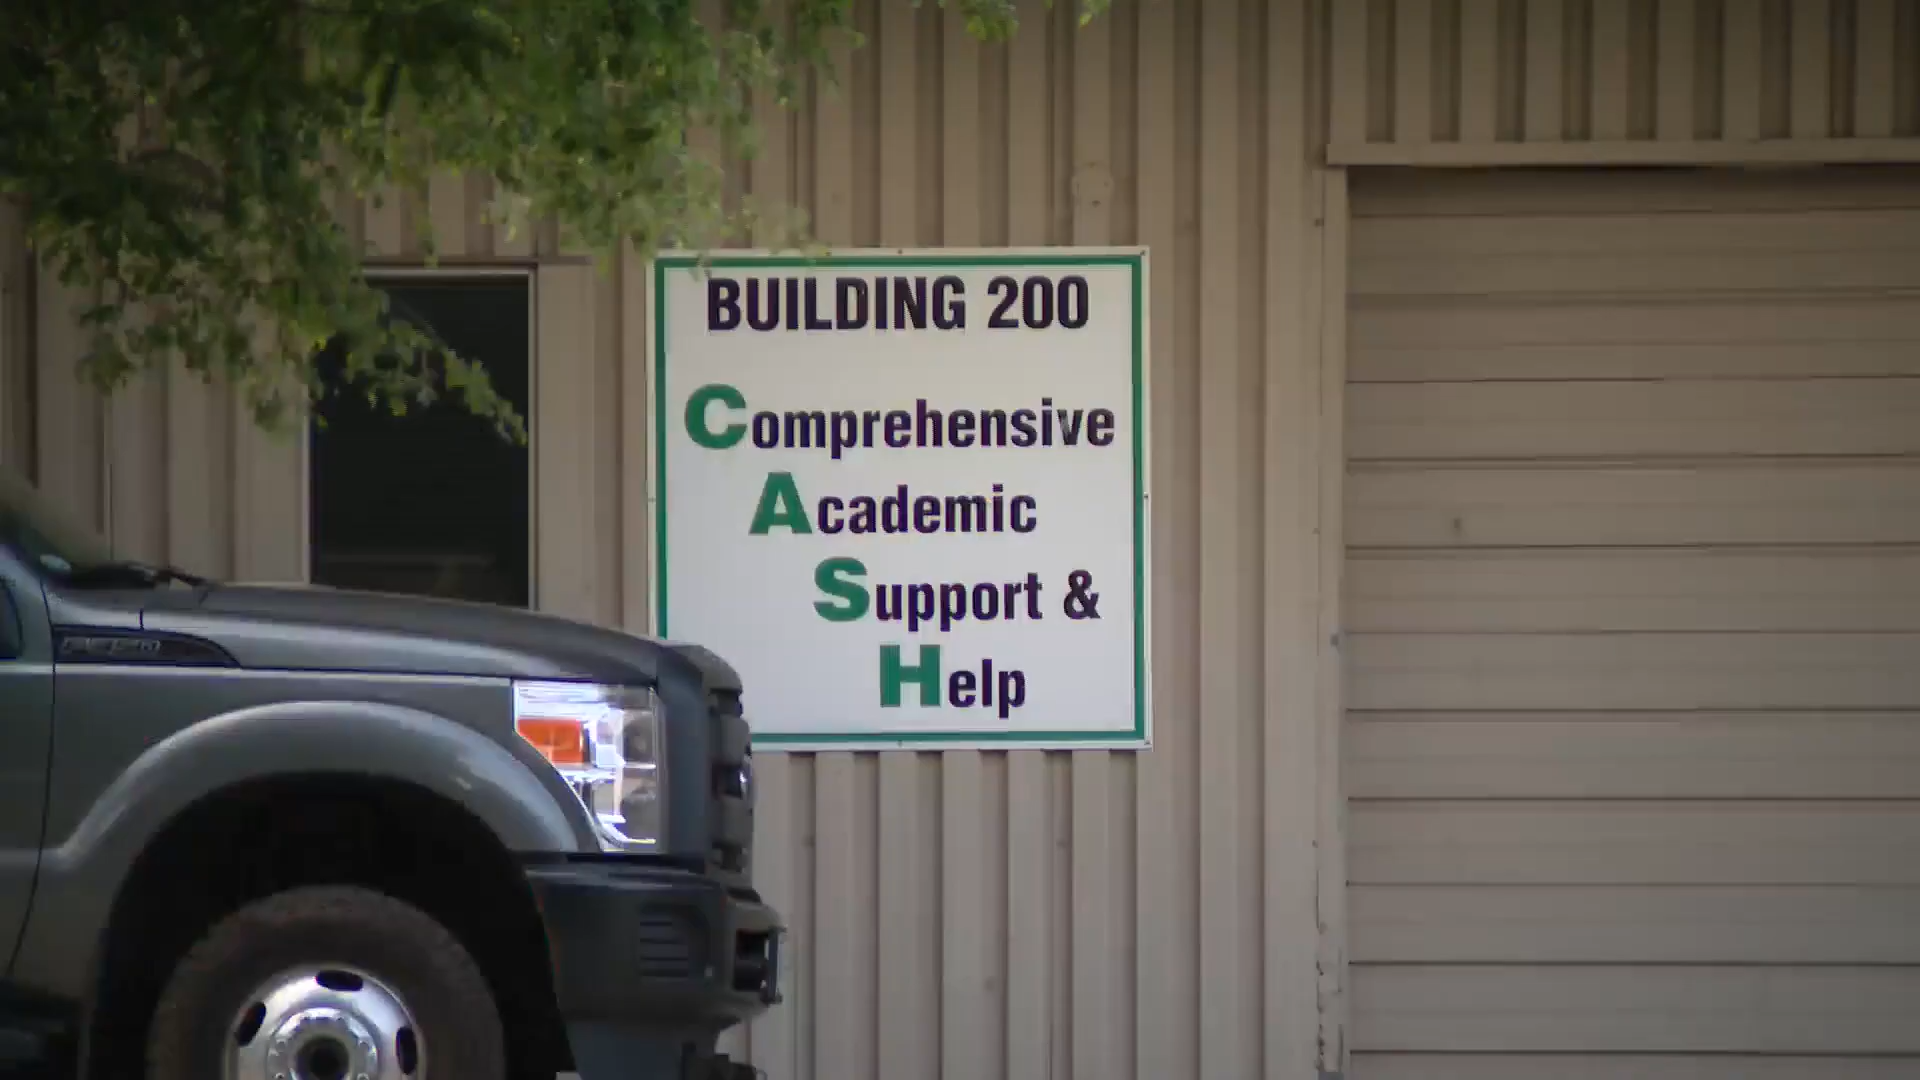 BUILDING 200
Comprehensive
Academic
Support &
Help